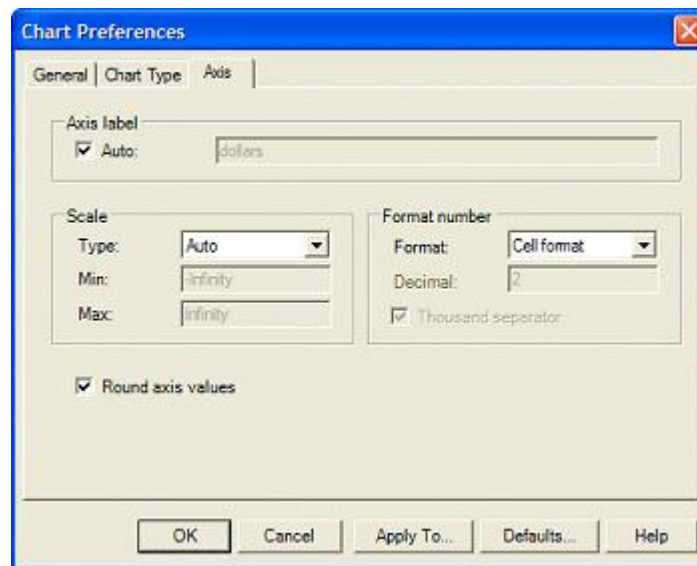 Chart Preferences
General Chart Type Axis
Axis label
Auto: dollars
Scale
Type: Auto
Min: -Infinity
Max: Infinity
Format number
Format: Cell format
Decimal: 2
Thousand separator
Round axis values
OK Cancel Apply To... Defaults... Help